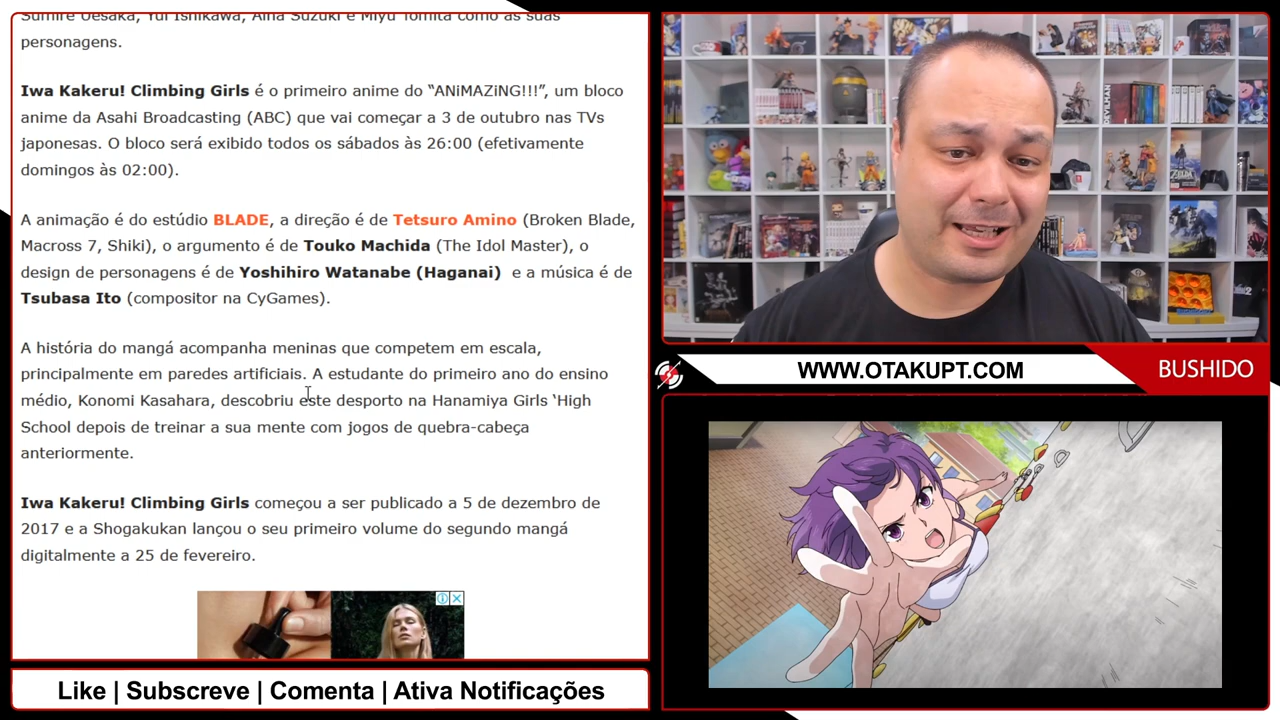 Sumire Uesaka, Yui Ishikawa, Aina Suzuki e Miyu Tomita como as suas
personagens.
Iwa Kakeru! Climbing Girls é o primeiro anime do “ANiMAZiNG!!!”, um bloco
anime da Asahi Broadcasting (ABC) que vai começar a 3 de outubro nas TVs
japonesas. O bloco será exibido todos os sábados às 26:00 (efetivamente
domingos às 02:00).
A animação é do estúdio BLADE, a direção é de Tetsuro Amino (Broken Blade,
Macross 7, Shiki), o argumento é de Touko Machida (The Idol Master), o
design de personagens é de Yoshihiro Watanabe (Haganai) e a música é de
Tsubasa Ito (compositor na CyGames).
A história do mangá acompanha meninas que competem em escala,
principalmente em paredes artificiais. A estudante do primeiro ano do ensino
médio, Konomi Kasahara, descobriu este desporto na Hanamiya Girls ‘High
School depois de treinar a sua mente com jogos de quebra-cabeça
anteriormente.
Iwa Kakeru! Climbing Girls começou a ser publicado a 5 de dezembro de
2017 e a Shogakukan lançou o seu primeiro volume do segundo mangá
digitalmente a 25 de fevereiro.
Like | Subscreve | Comenta | Ativa Notificações
WWW.OTAKUPT.COM
BUSHIDO